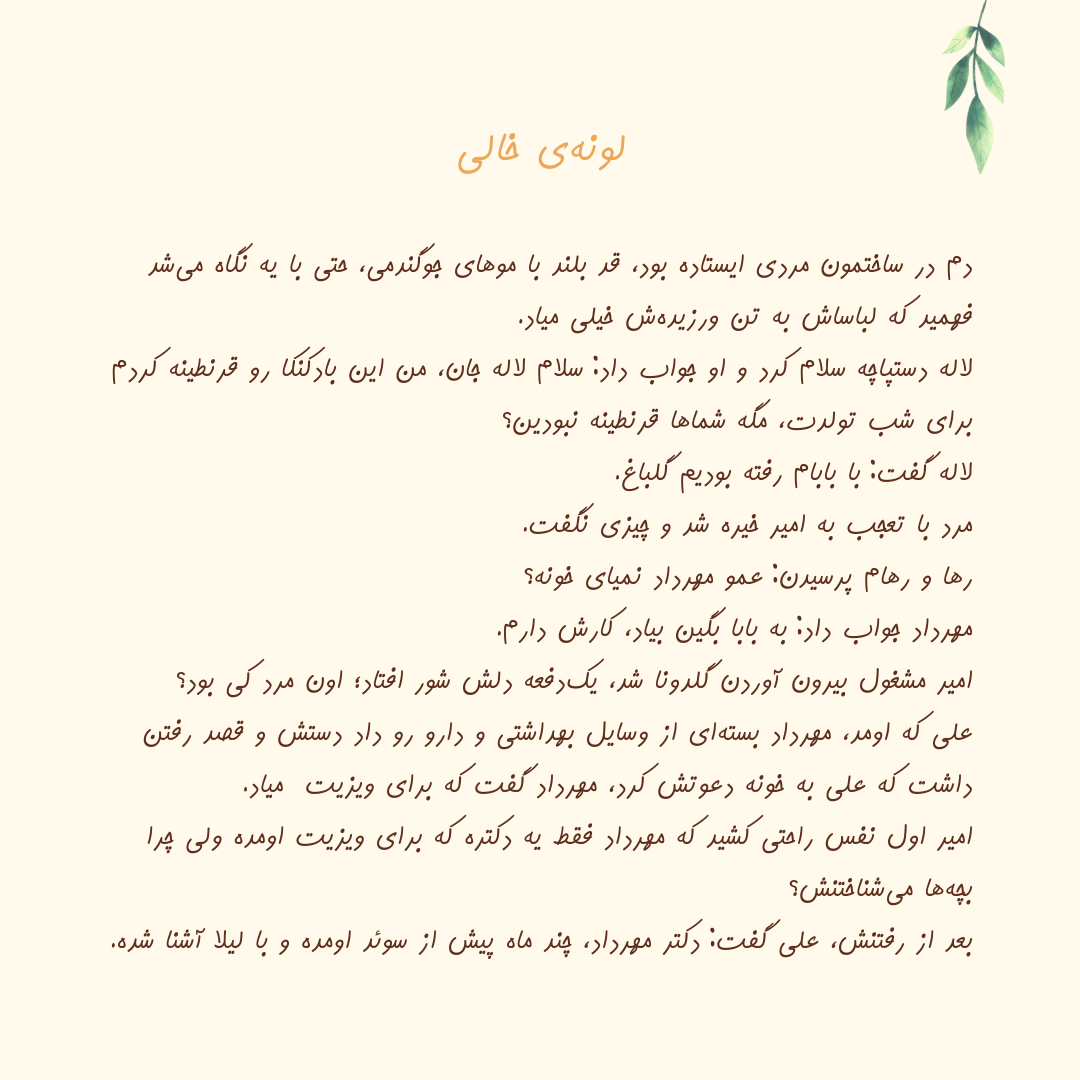 لونه‌ی خالی
دم در ساختمون مردی ایستاده بود، قد بلند با موهای جوگندمی، حتی با یه نگاه می‌شد
فهمید که لباساش به تن ورزیده‌ش خیلی میاد.
لاله دستپاچه سلام کرد و او جواب داد: سلام لاله جان، من این بادکنکا رو قرنطینه کردم
برای شب تولدت، مگه شماها قرنطینه نبودین؟
لاله گفت: با بابام رفته بودیم گلباغ.
مرد با تعجب به امیر خیره شد و چیزی نگفت.
رها و رهام پرسیدن: عمو مهرداد نمیای خونه؟
مهرداد جواب داد: به بابا بگین بیاد، کارش دارم.
امیر مشغول بیرون آوردن گلدونا شد، یک‌دفعه دلش شور افتاد؛ اون مرد کی بود؟
علی که اومد، مهرداد بسته‌ای از وسایل بهداشتی و دارو رو داد دستش و قصد رفتن
داشت که علی به خونه دعوتش کرد، مهرداد گفت که برای ویزیت میاد.
امیر اول نفس راحتی کشید که مهرداد فقط یه دکتره که برای ویزیت اومده ولی چرا
بچه‌ها می‌شناختنش؟
بعد از رفتنش، علی گفت: دکتر مهرداد، چند ماه پیش از سوئد اومده و با لیلا آشنا شده.